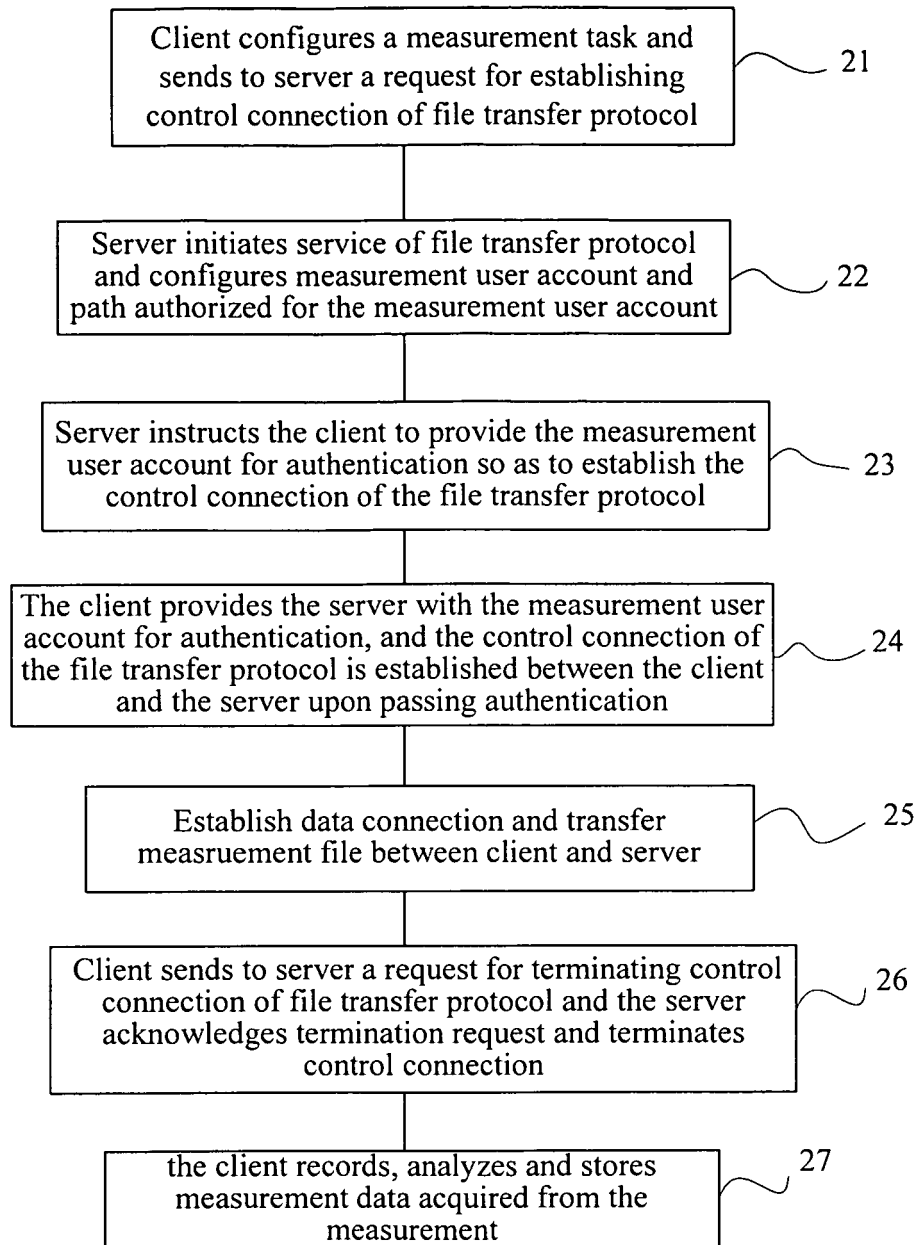 Client configures a measurement task and
sends to server a request for establishing
control connection of file transfer protocol
21
Server initiates service of file transfer protocol
and configures measurement user account and
path authorized for the measurement user account
22
Server instructs the client to provide the measurement
user account for authentication so as to establish the
control connection of the file transfer protocol
23
The client provides the server with the measurement user
account for authentication, and the control connection of
the file transfer protocol is established between the client
and the server upon passing authentication
24
Establish data connection and transfer
measruement file between client and server
25
Client sends to server a request for terminating control
connection of file transfer protocol and the server
acknowledges termination request and terminates
control connection
26
the client records, analyzes and stores
measurement data acquired from the
measurement
27